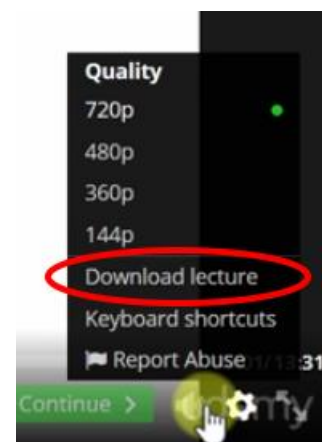 Quality
720p
480p
360p
144p
Download lecture
Keyboard shortcuts
Report Abuse
Continue >